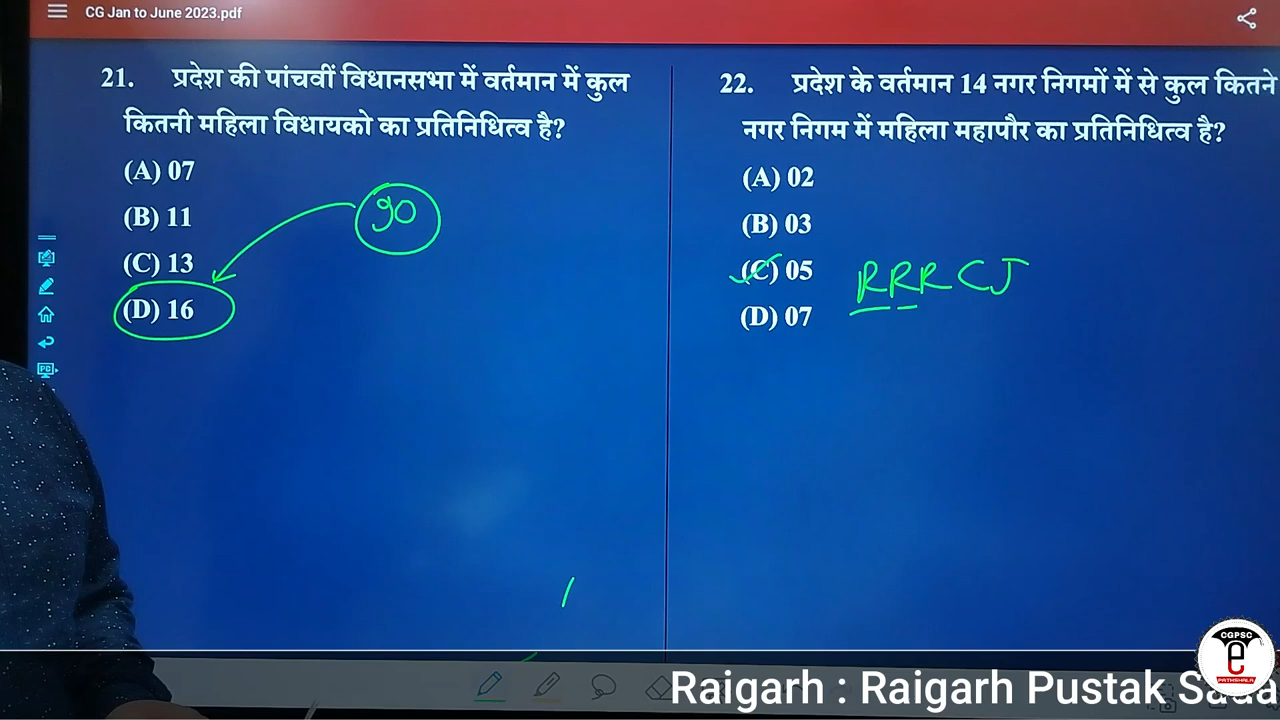 CG Jan to June 2023.pdf
21. प्रदेश की पांचवीं विधानसभा में वर्तमान में कुल
कितनी महिला विधायको का प्रतिनिधित्व है?
(A) 07
(B) 11
(C) 13
(D) 16
90
22. प्रदेश के वर्तमान 14 नगर निगमों में से कुल कितने
नगर निगम में महिला महापौर का प्रतिनिधित्व है?
(A) 02
(B) 03
(C) 05
(D) 07
RRRCJ
Raigarh : Raigarh Pustak
CGPSC
e
PATHSHALA